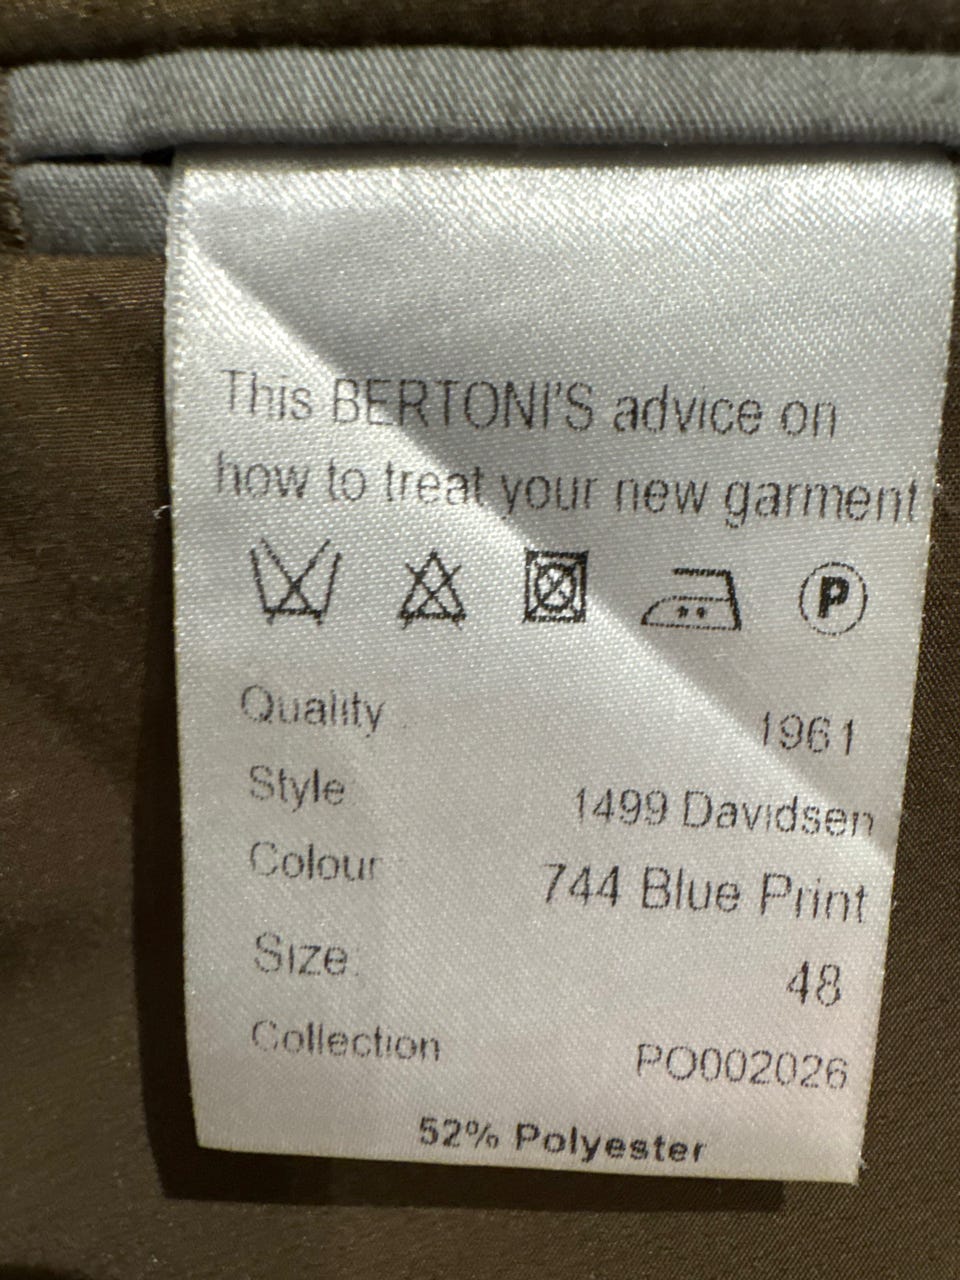 This BERTONI'S advice on
how to treat your new garment
P
Quality 1961
Style 1499 Davidsen
Colour 744 Blue Print
Size: 48
Collection PO002026
52% Polyester